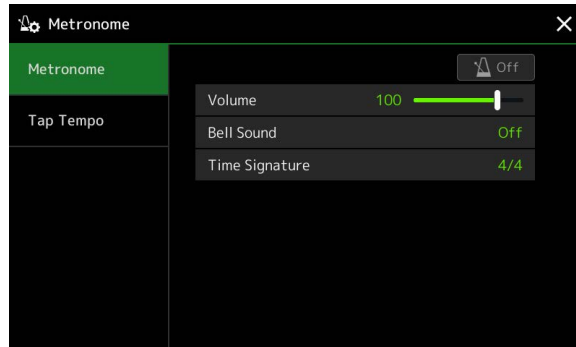 Metronome
Metronome
Off
Volume 100
Tap Tempo
Bell Sound Off
Time Signature 4/4